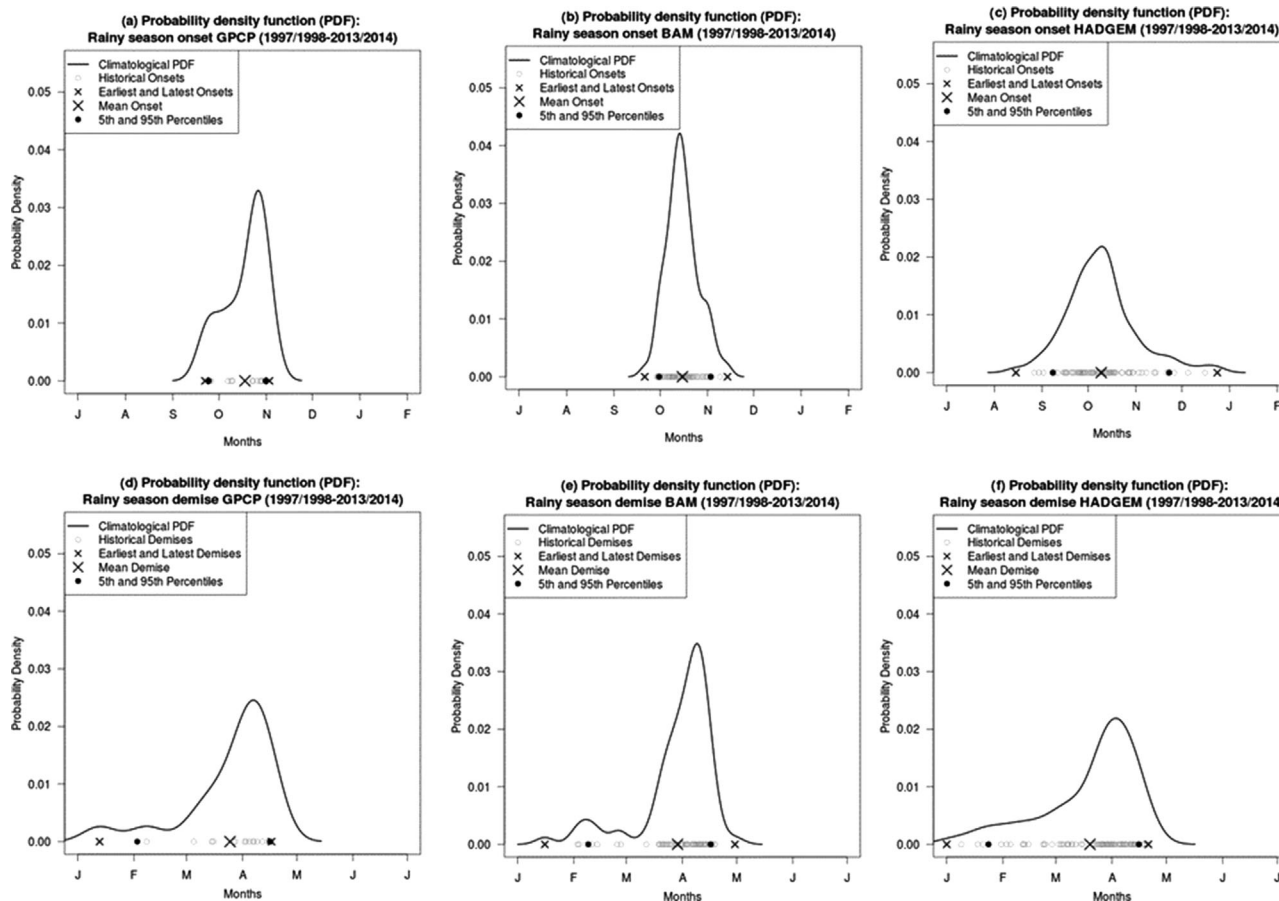 (a) Probability density function (PDF):
Rainy season onset GPCP (1997/1998-2013/2014)
Climatological PDF
Historical Onsets
Earliest and Latest Onsets
Mean Onset
5th and 95th Percentiles
Probability Density
0.05
0.04
0.03
0.02
0.01
0.00
J A S O N D J F
Months
(b) Probability density function (PDF):
Rainy season onset BAM (1997/1998-2013/2014)
Climatological PDF
Historical Onsets
Earliest and Latest Onsets
Mean Onset
5th and 95th Percentiles
Probability Density
0.05
0.04
0.03
0.02
0.01
0.00
J A S O N D J F
Months
(c) Probability density function (PDF):
Rainy season onset HADGEM (1997/1998-2013/2014)
Climatological PDF
Historical Onsets
Earliest and Latest Onsets
Mean Onset
5th and 95th Percentiles
Probability Density
0.05
0.04
0.03
0.02
0.01
0.00
J A S O N D J F
Months
(d) Probability density function (PDF):
Rainy season demise GPCP (1997/1998-2013/2014)
Climatological PDF
Historical Demises
Earliest and Latest Demises
Mean Demise
5th and 95th Percentiles
Probability Density
0.05
0.04
0.03
0.02
0.01
0.00
J F M A M J J
Months
(e) Probability density function (PDF):
Rainy season demise BAM (1997/1998-2013/2014)
Climatological PDF
Historical Demises
Earliest and Latest Demises
Mean Demise
5th and 95th Percentiles
Probability Density
0.05
0.04
0.03
0.02
0.01
0.00
J F M A M J J
Months
(f) Probability density function (PDF):
Rainy season demise HADGEM (1997/1998-2013/2014
Climatological PDF
Historical Demises
Earliest and Latest Demises
Mean Demise
5th and 95th Percentiles
Probability Density
0.05
0.04
0.03
0.02
0.01
0.00
J F M A M J J
Months